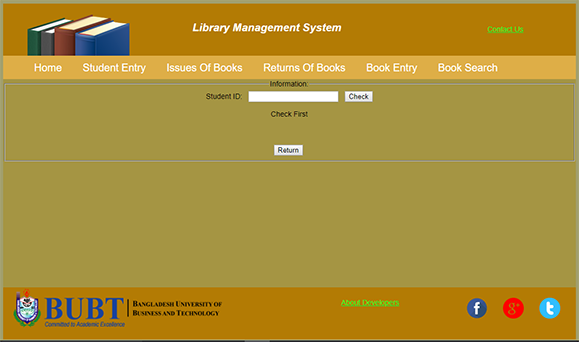 Library Management System
Contact Us
Home Student Entry Issues Of Books Returns Of Books Book Entry Book Search
Information:
Student ID: Check
Check First
Return
BUBT BANGLADESH UNIVERSITY OF
BUSINESS AND TECHNOLOGY
Committed to Academic Excellence
About Developers
f g+